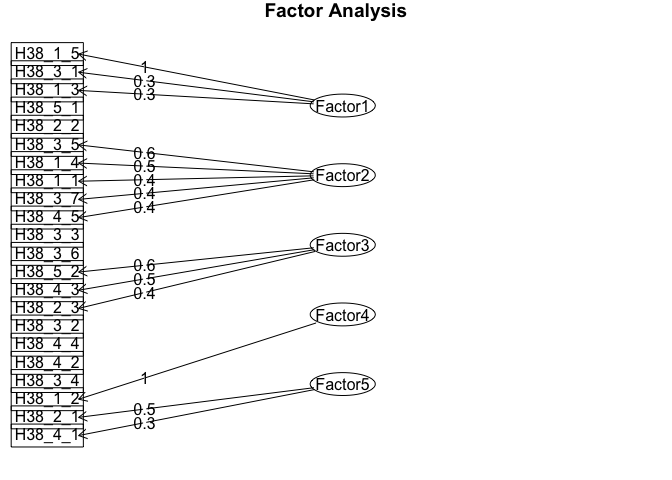 Factor Analysis
H38_1_5
H38_3_1
H38_1_3
H38_5_1
H38_2_2
H38_3_5
H38_1_4
H38_1_1
H38_3_7
H38_4_5
H38_3_3
H38_3_6
H38_5_2
H38_4_3
H38_2_3
H38_3_2
H38_4_4
H38_4_2
H38_3_4
H38_1_2
H38_2_1
H38_4_1
1
0.3
0.3
0.6
0.5
0.4
0.4
0.4
0.6
0.5
0.4
1
0.5
0.3
Factor1
Factor2
Factor3
Factor4
Factor5